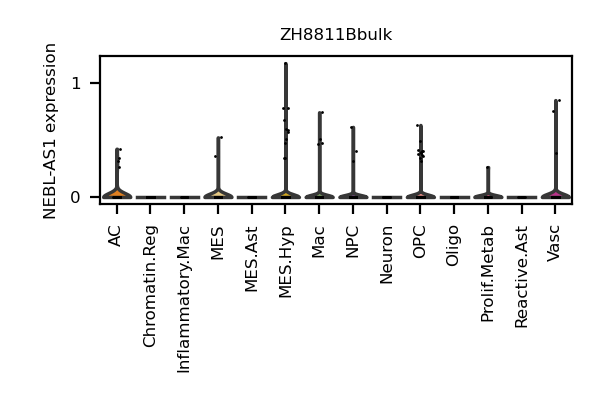 ZH8811Bbulk
NEBL-AS1 expression
1
0
AC
Chromatin.Reg
Inflammatory.Mac
MES
MES.Ast
MES.Hyp
Mac
NPC
Neuron
OPC
Oligo
Prolif.Metab
Reactive.Ast
Vasc